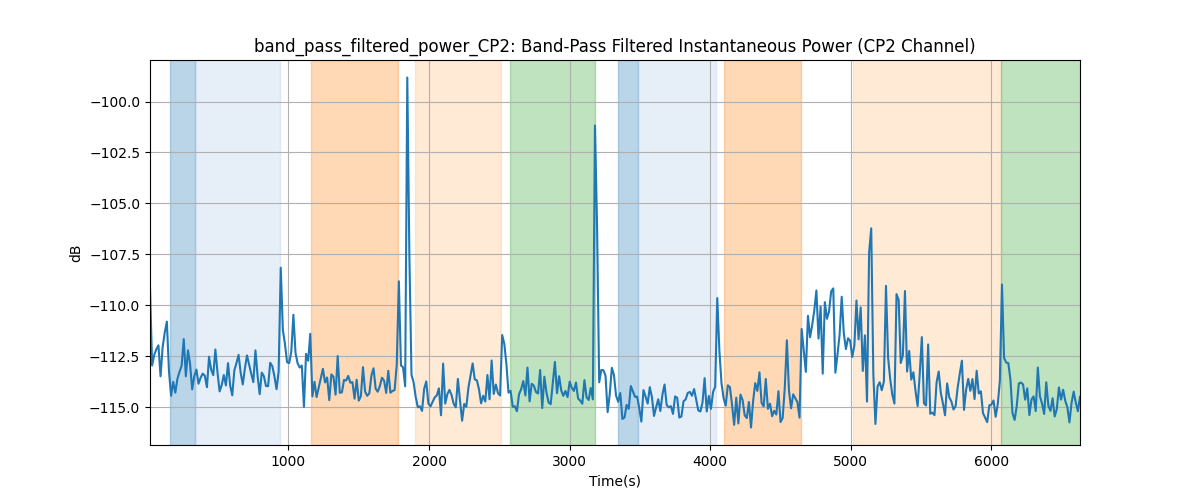 band_pass_filtered_power_CP2: Band-Pass Filtered Instantaneous Power (CP2 Channel)
−100.0
−102.5
−105.0
−107.5
−110.0
−112.5
−115.0
dB
1000 2000 3000 4000 5000 6000
Time(s)